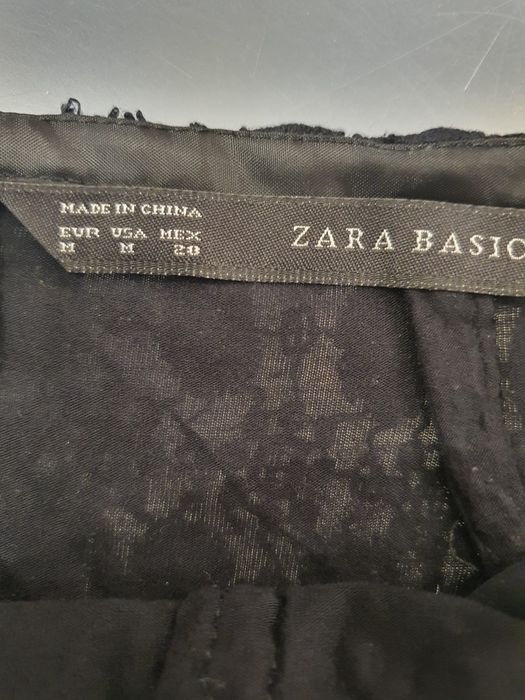 MADE IN CHINA
EUR USA MEX
M M 28
ZARA BASIC